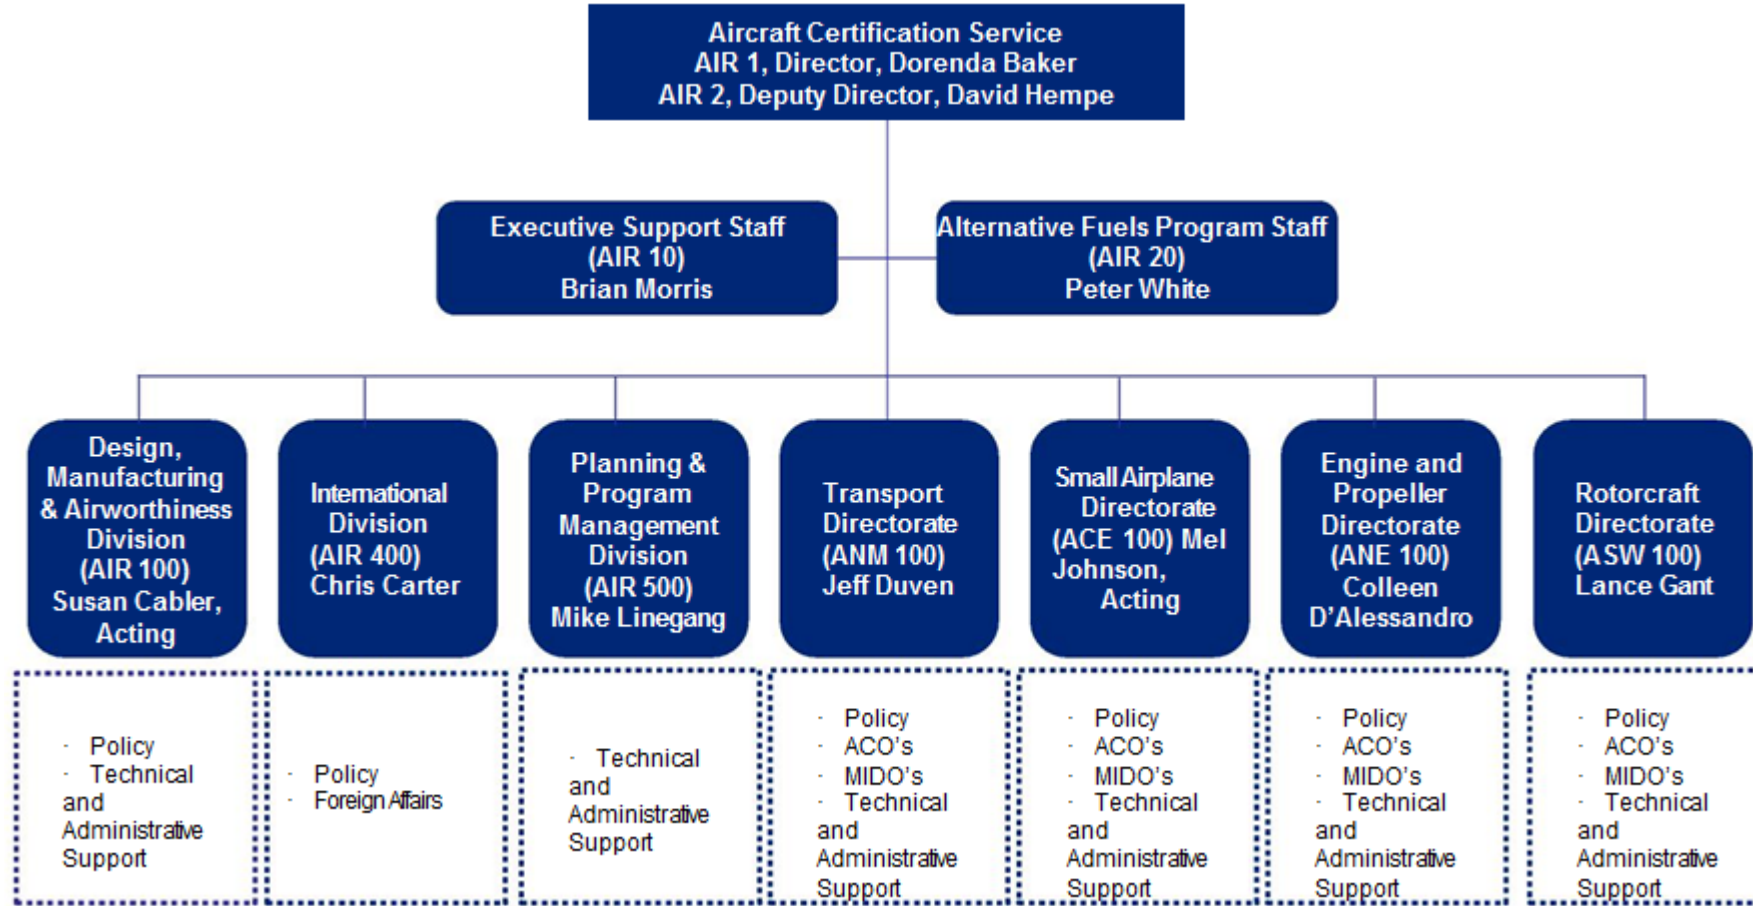 Aircraft Certification Service
AIR 1, Director, Dorenda Baker
AIR 2, Deputy Director, David Hempe
Executive Support Staff
(AIR 10)
Brian Morris
Alternative Fuels Program Staff
(AIR 20)
Peter White
Design,
Manufacturing
& Airworthiness
Division
(AIR 100)
Susan Cabler,
Acting
International
Division
(AIR 400)
Chris Carter
Planning &
Program
Management
Division
(AIR 500)
Mike Linegang
Transport
Directorate
(ANM 100)
Jeff Duven
Small Airplane
Directorate
(ACE 100) Mel
Johnson,
Acting
Engine and
Propeller
Directorate
(ANE 100)
Colleen
D’Alessandro
Rotorcraft
Directorate
(ASW 100)
Lance Gant
- Policy
- Technical
and
Administrative
Support
- Policy
- Foreign Affairs
- Technical
and
Administrative
Support
- Policy
- ACO’s
- MIDO’s
- Technical
and
Administrative
Support
- Policy
- ACO’s
- MIDO’s
- Technical
and
Administrative
Support
- Policy
- ACO’s
- MIDO’s
- Technical
and
Administrative
Support
- Policy
- ACO’s
- MIDO’s
- Technical
and
Administrative
Support